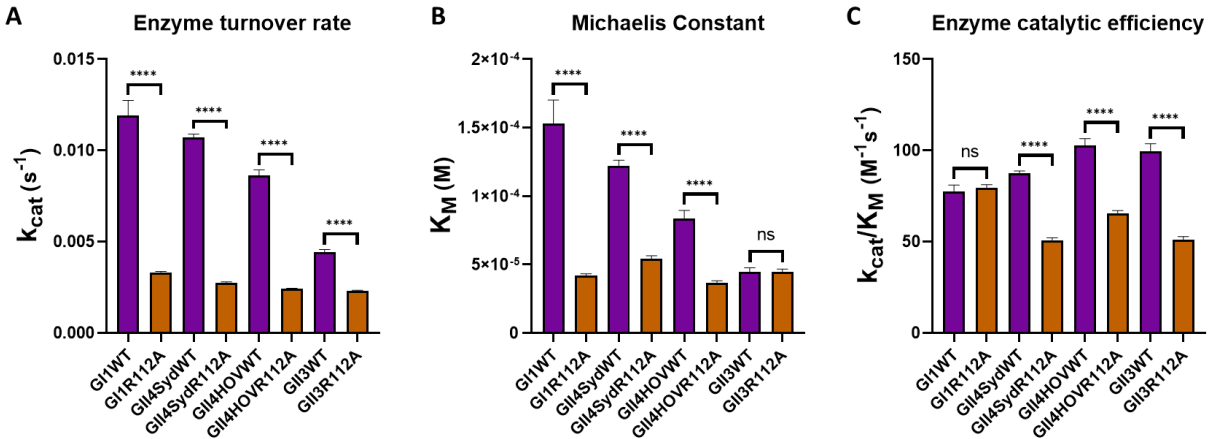 A
Enzyme turnover rate
kcat (s⁻¹)
0.015
0.010
0.005
0.000
****
****
****
****
GI1WT
GI1R112A
GII4SydWT
GII4SydR112A
GII4HOVWT
GII4HOVR112A
GII3WT
GII3R112A
B
Michaelis Constant
KM (M)
2×10⁻⁴
1.5×10⁻⁴
1×10⁻⁴
5×10⁻⁵
0
****
****
****
ns
GI1WT
GI1R112A
GII4SydWT
GII4SydR112A
GII4HOVWT
GII4HOVR112A
GII3WT
GII3R112A
C
Enzyme catalytic efficiency
kcat/KM (M⁻¹s⁻¹)
150
100
50
0
ns
****
****
****
GI1WT
GI1R112A
GII4SydWT
GII4SydR112A
GII4HOVWT
GII4HOVR112A
GII3WT
GII3R112A